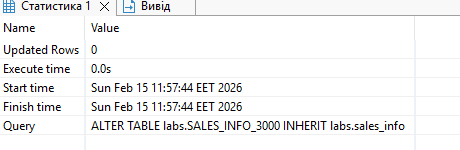 Статистика 1 Вивід
Name Value
Updated Rows 0
Execute time 0.0s
Start time Sun Feb 15 11:57:44 EET 2026
Finish time Sun Feb 15 11:57:44 EET 2026
Query ALTER TABLE labs.SALES_INFO_3000 INHERIT labs.sales_info